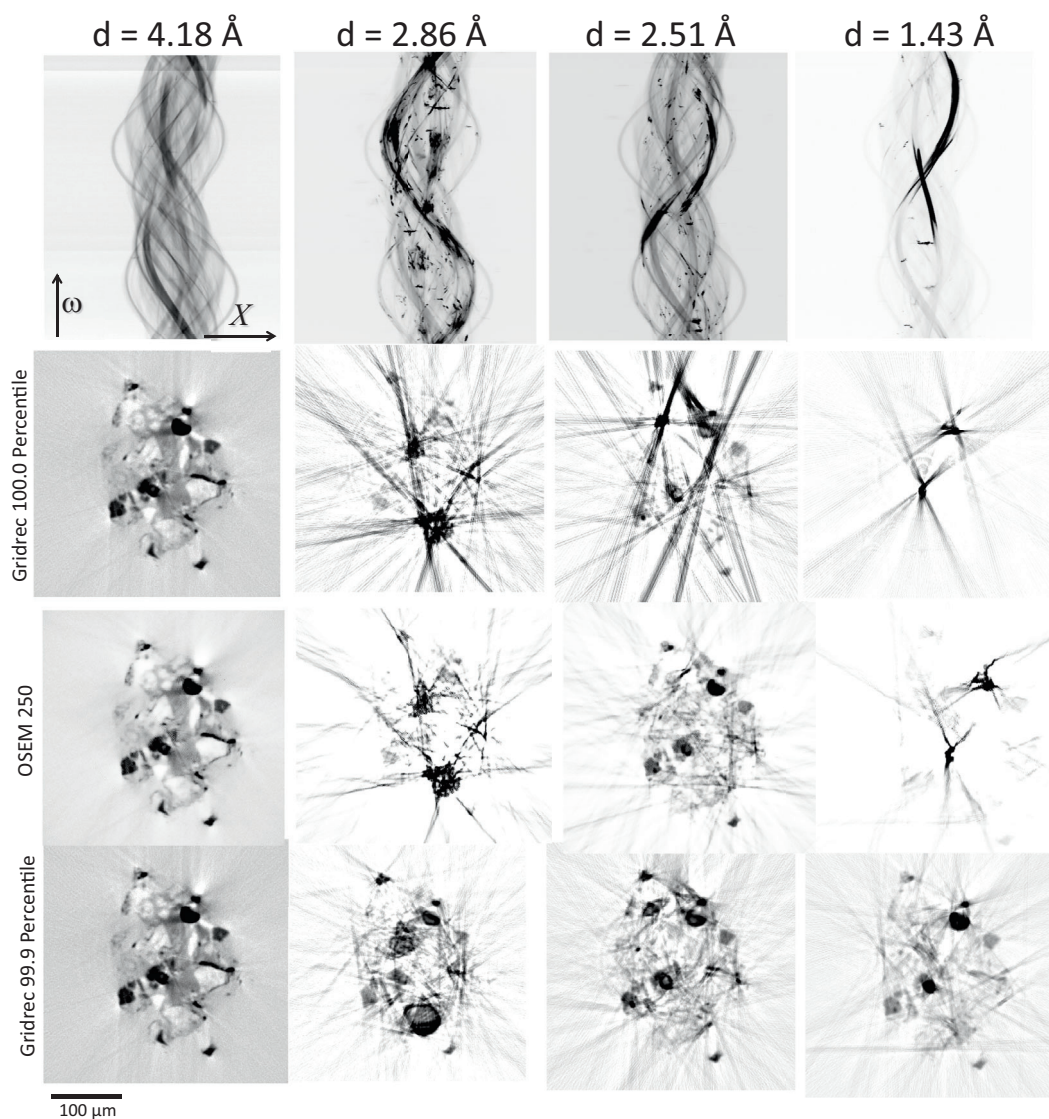 d = 4.18 Å d = 2.86 Å d = 2.51 Å d = 1.43 Å
ω
X
Gridrec 100.0 Percentile
OSEM 250
Gridrec 99.9 Percentile
100 μm